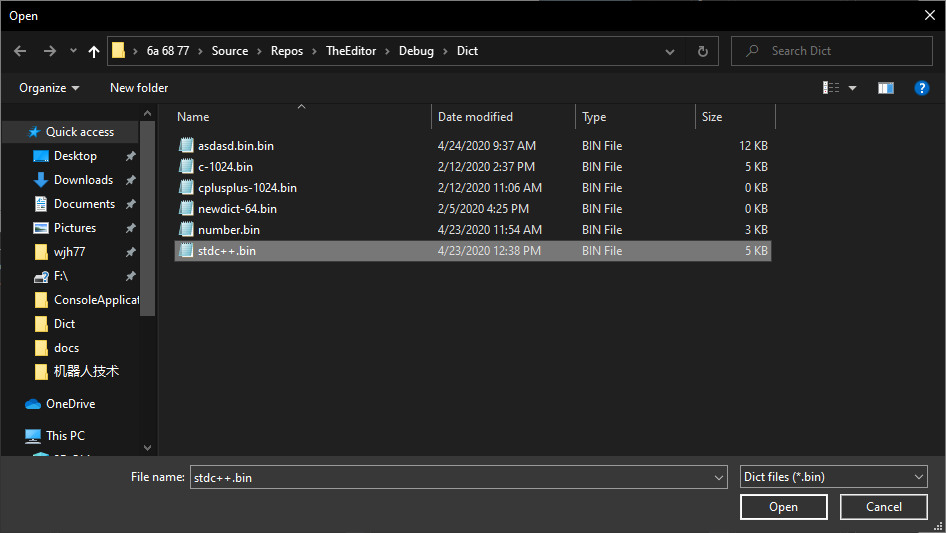 Open
6a 68 77 › Source › Repos › TheEditor › Debug › Dict
Search Dict
Organize
New folder
?
Name Date modified Type Size
Quick access
Desktop
Downloads
Documents
Pictures
wjh77
F:\
ConsoleApplicat
Dict
docs
机器人技术
OneDrive
This PC
asdasd.bin.bin 4/24/2020 9:37 AM BIN File 12 KB
c-1024.bin 2/12/2020 2:37 PM BIN File 5 KB
cplusplus-1024.bin 2/12/2020 11:06 AM BIN File 0 KB
newdict-64.bin 2/5/2020 4:25 PM BIN File 0 KB
number.bin 4/23/2020 11:54 AM BIN File 3 KB
stdc++.bin 4/23/2020 12:38 PM BIN File 5 KB
File name: stdc++.bin
Dict files (*.bin)
Open
Cancel